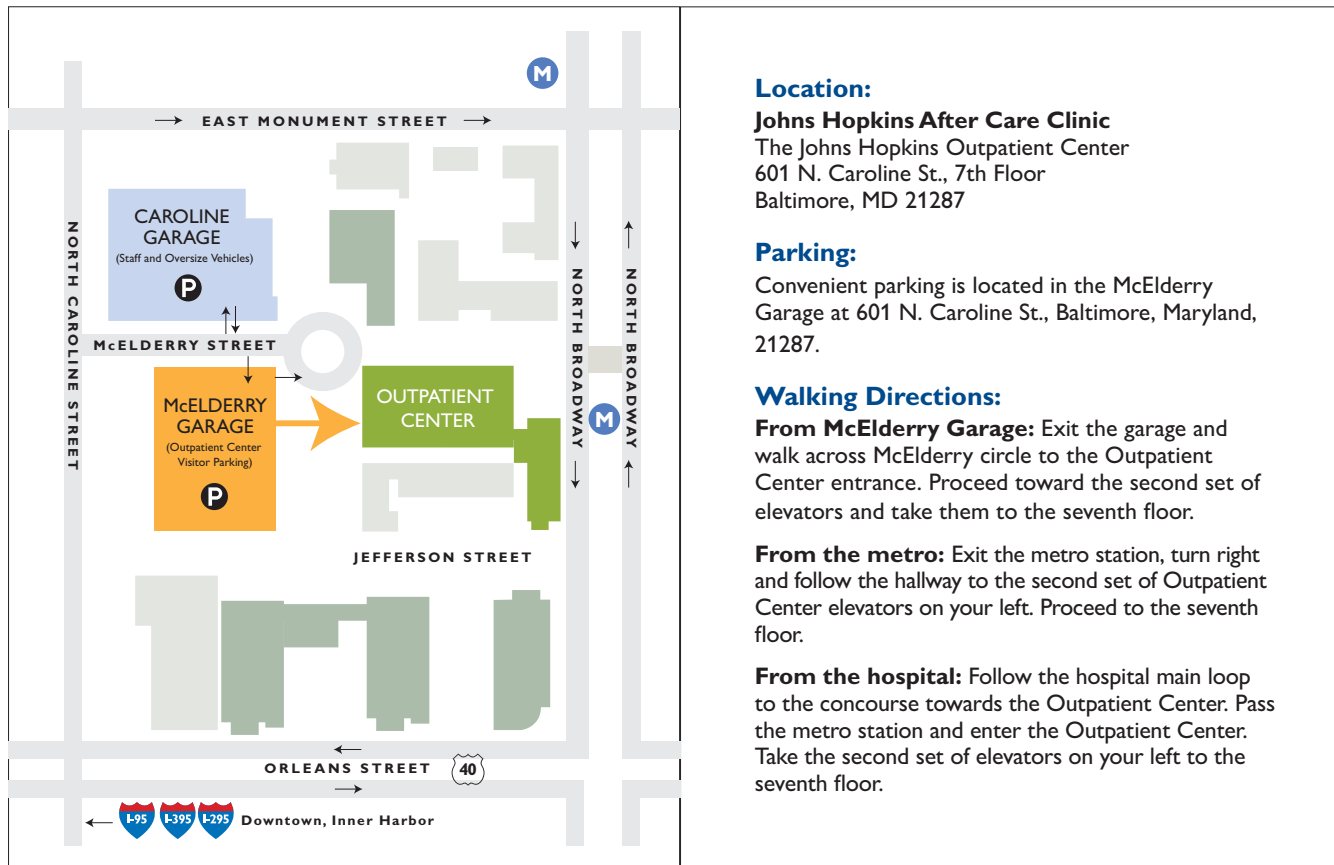 M
EAST MONUMENT STREET
CAROLINE
GARAGE
(Staff and Oversize Vehicles)
P
NORTH CAROLINE STREET
McELDERRY STREET
McELDERRY
GARAGE
(Outpatient Center
Visitor Parking)
P
OUTPATIENT
CENTER
NORTH BROADWAY
NORTH BROADWAY
M
JEFFERSON STREET
ORLEANS STREET
40
I-95
I-395
I-295
Downtown, Inner Harbor
Location:
Johns Hopkins After Care Clinic
The Johns Hopkins Outpatient Center
601 N. Caroline St., 7th Floor
Baltimore, MD 21287
Parking:
Convenient parking is located in the McElderry
Garage at 601 N. Caroline St., Baltimore, Maryland,
21287.
Walking Directions:
From McElderry Garage: Exit the garage and
walk across McElderry circle to the Outpatient
Center entrance. Proceed toward the second set of
elevators and take them to the seventh floor.
From the metro: Exit the metro station, turn right
and follow the hallway to the second set of Outpatient
Center elevators on your left. Proceed to the seventh
floor.
From the hospital: Follow the hospital main loop
to the concourse towards the Outpatient Center. Pass
the metro station and enter the Outpatient Center.
Take the second set of elevators on your left to the
seventh floor.